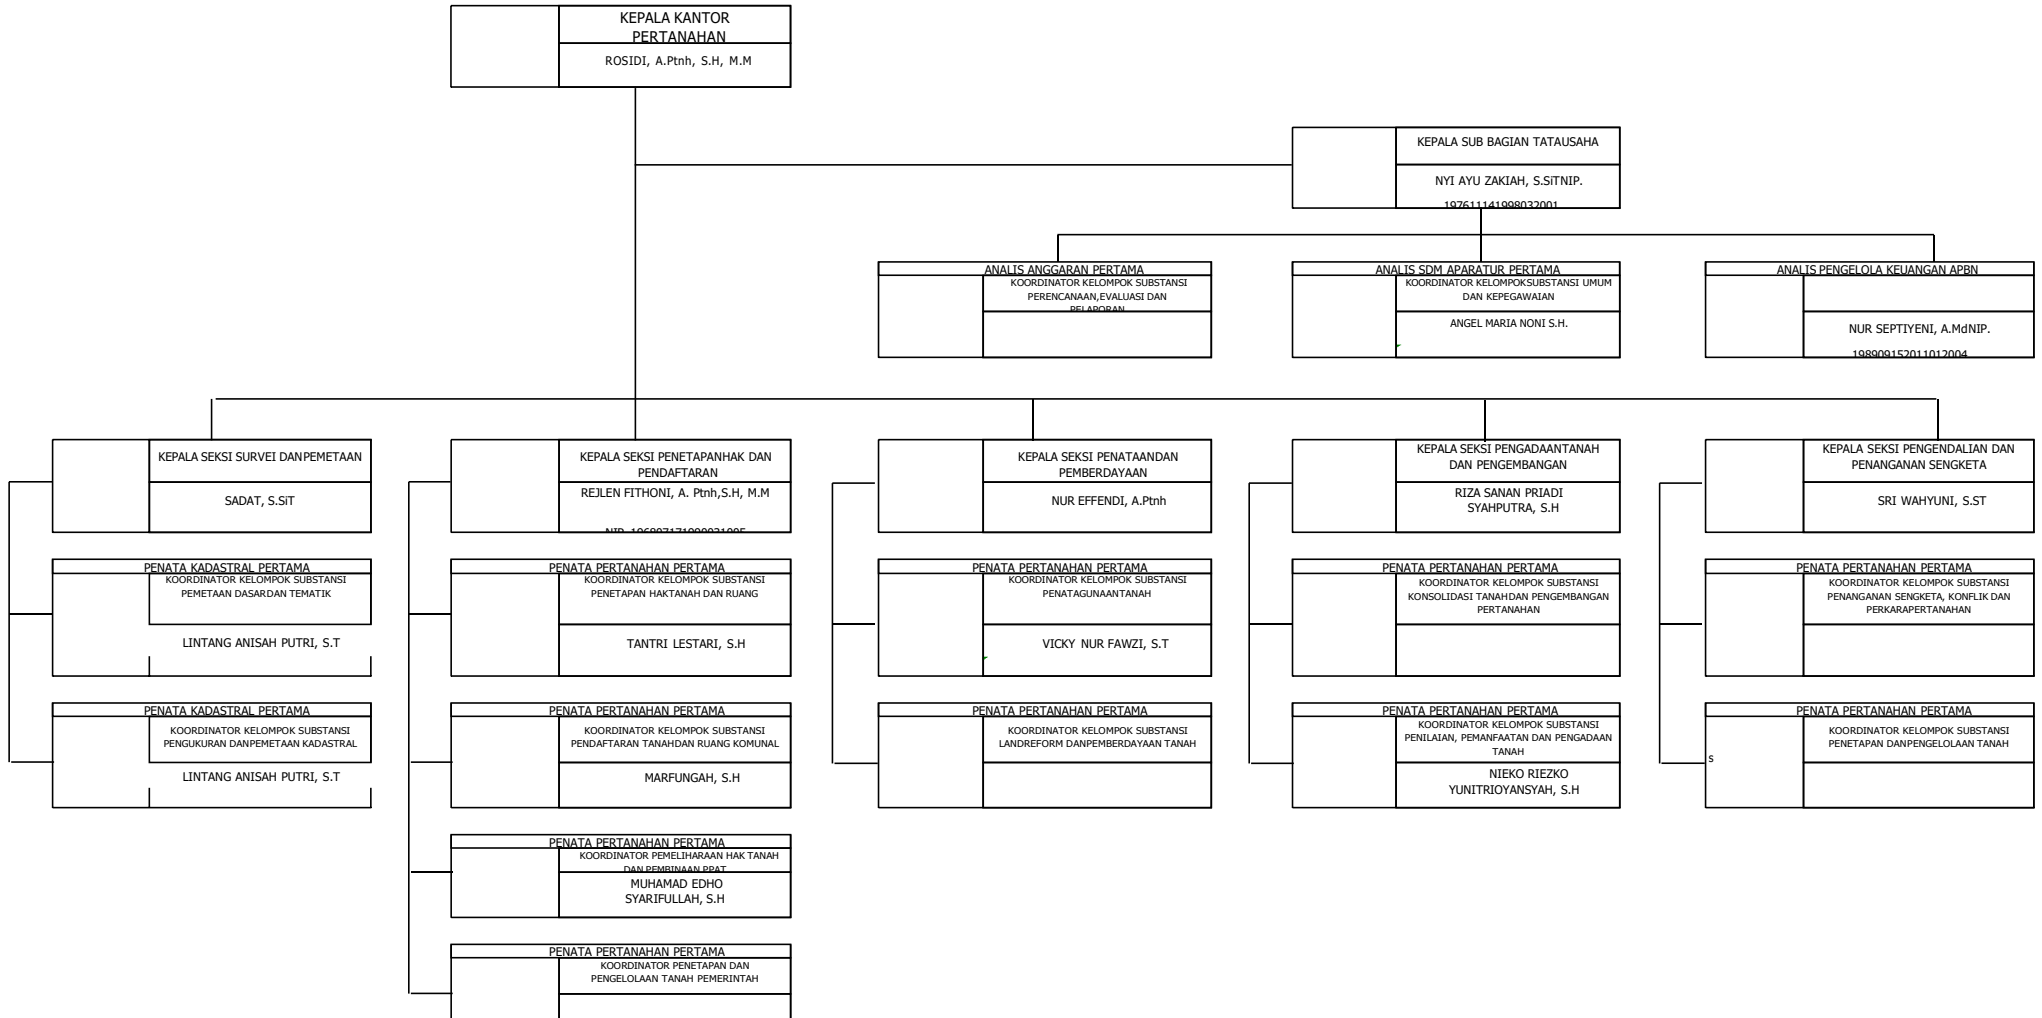 KEPALA KANTOR
PERTANAHAN
ROSIDI, A.Ptnh, S.H, M.M
KEPALA SUB BAGIAN TATAUSAHA
NYI AYU ZAKIAH, S.SiTNIP.
197611141998032001
ANALIS ANGGARAN PERTAMA
KOORDINATOR KELOMPOK SUBSTANSI
PERENCANAAN,EVALUASI DAN
PELAPORAN
ANALIS SDM APARATUR PERTAMA
KOORDINATOR KELOMPOKSUBSTANSI UMUM
DAN KEPEGAWAIAN
ANGEL MARIA NONI S.H.
ANALIS PENGELOLA KEUANGAN APBN
NUR SEPTIYENI, A.MdNIP.
198909152011012004
KEPALA SEKSI SURVEI DANPEMETAAN
SADAT, S.SiT
KEPALA SEKSI PENETAPANHAK DAN
PENDAFTARAN
REJLEN FITHONI, A. Ptnh,S.H, M.M
NIP.
KEPALA SEKSI PENATAANDAN
PEMBERDAYAAN
NUR EFFENDI, A.Ptnh
KEPALA SEKSI PENGADAANTANAH
DAN PENGEMBANGAN
RIZA SANAN PRIADI
SYAHPUTRA, S.H
KEPALA SEKSI PENGENDALIAN DAN
PENANGANAN SENGKETA
SRI WAHYUNI, S.ST
PENATA KADASTRAL PERTAMA
KOORDINATOR KELOMPOK SUBSTANSI
PEMETAAN DASARDAN TEMATIK
LINTANG ANISAH PUTRI, S.T
PENATA PERTANAHAN PERTAMA
KOORDINATOR KELOMPOK SUBSTANSI
PENETAPAN HAKTANAH DAN RUANG
TANTRI LESTARI, S.H
PENATA PERTANAHAN PERTAMA
KOORDINATOR KELOMPOK SUBSTANSI
PENATAGUNAANTANAH
VICKY NUR FAWZI, S.T
PENATA PERTANAHAN PERTAMA
KOORDINATOR KELOMPOK SUBSTANSI
KONSOLIDASI TANAHDAN PENGEMBANGAN
PERTANAHAN
PENATA PERTANAHAN PERTAMA
KOORDINATOR KELOMPOK SUBSTANSI
PENANGANAN SENGKETA, KONFLIK DAN
PERKARAPERTANAHAN
PENATA KADASTRAL PERTAMA
KOORDINATOR KELOMPOK SUBSTANSI
PENGUKURAN DANPEMETAAN KADASTRAL
LINTANG ANISAH PUTRI, S.T
PENATA PERTANAHAN PERTAMA
KOORDINATOR KELOMPOK SUBSTANSI
PENDAFTARAN TANAHDAN RUANG KOMUNAL
MARFUNGAH, S.H
PENATA PERTANAHAN PERTAMA
KOORDINATOR KELOMPOK SUBSTANSI
LANDREFORM DANPEMBERDAYAAN TANAH
PENATA PERTANAHAN PERTAMA
KOORDINATOR KELOMPOK SUBSTANSI
PENILAIAN, PEMANFAATAN DAN PENGADAAN
TANAH
NIEKO RIEZKO
YUNITRIOYANSYAH, S.H
PENATA PERTANAHAN PERTAMA
KOORDINATOR KELOMPOK SUBSTANSI
PENETAPAN DANPENGELOLAAN TANAH
s
PENATA PERTANAHAN PERTAMA
KOORDINATOR PEMELIHARAAN HAK TANAH
DAN PEMBINAAN PPAT
MUHAMAD EDHO
SYARIFULLAH, S.H
PENATA PERTANAHAN PERTAMA
KOORDINATOR PENETAPAN DAN
PENGELOLAAN TANAH PEMERINTAH